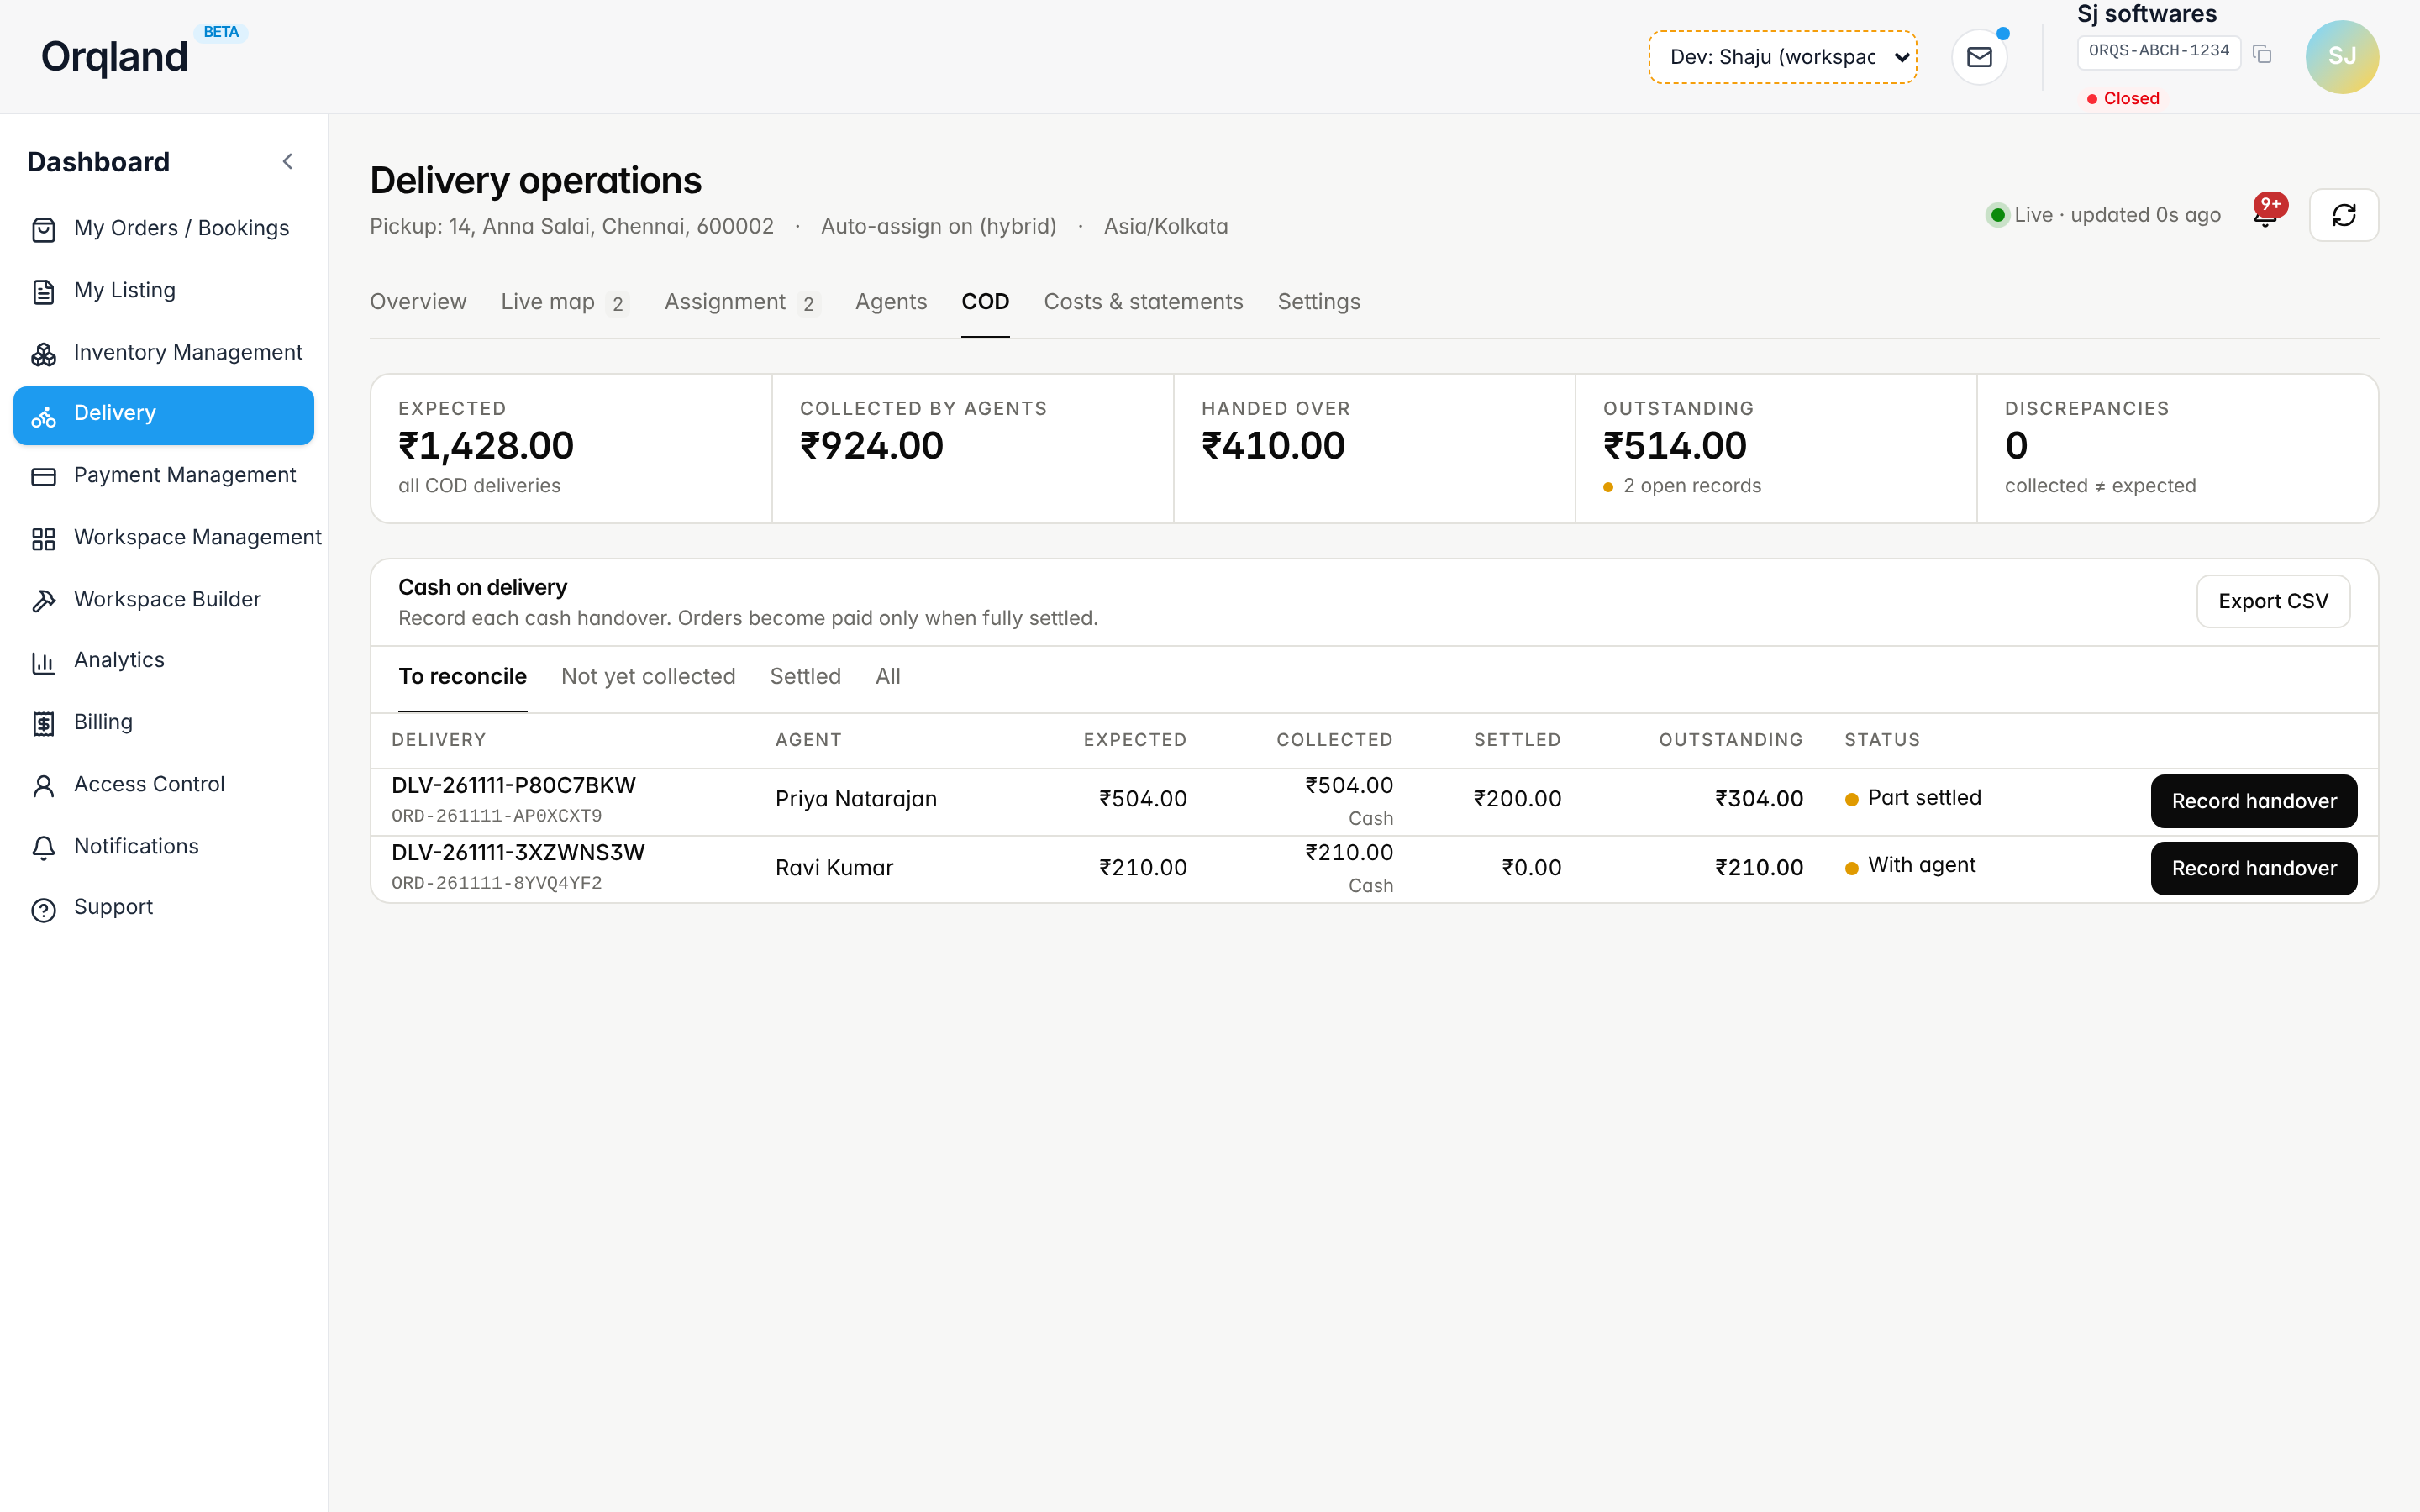 Orqland BETA
Dev: Shaju (workspac
Sj softwares
ORQS-ABCH-1234
Closed
SJ
Dashboard
My Orders / Bookings
My Listing
Inventory Management
Delivery
Payment Management
Workspace Management
Workspace Builder
Analytics
Billing
Access Control
Notifications
Support
Delivery operations
Pickup: 14, Anna Salai, Chennai, 600002 · Auto-assign on (hybrid) · Asia/Kolkata
Live · updated 0s ago
9+
Overview Live map 2 Assignment 2 Agents COD Costs & statements Settings
EXPECTED
₹1,428.00
all COD deliveries
COLLECTED BY AGENTS
₹924.00
HANDED OVER
₹410.00
OUTSTANDING
₹514.00
2 open records
DISCREPANCIES
0
collected ≠ expected
Cash on delivery
Record each cash handover. Orders become paid only when fully settled.
Export CSV
To reconcile Not yet collected Settled All
DELIVERY AGENT EXPECTED COLLECTED SETTLED OUTSTANDING STATUS
DLV-261111-P80C7BKW
ORD-261111-AP0XCXT9
Priya Natarajan ₹504.00 ₹504.00 ₹200.00 ₹304.00 Part settled Record handover
Cash
DLV-261111-3XZWNS3W
ORD-261111-8YVQ4YF2
Ravi Kumar ₹210.00 ₹210.00 ₹0.00 ₹210.00 With agent Record handover
Cash